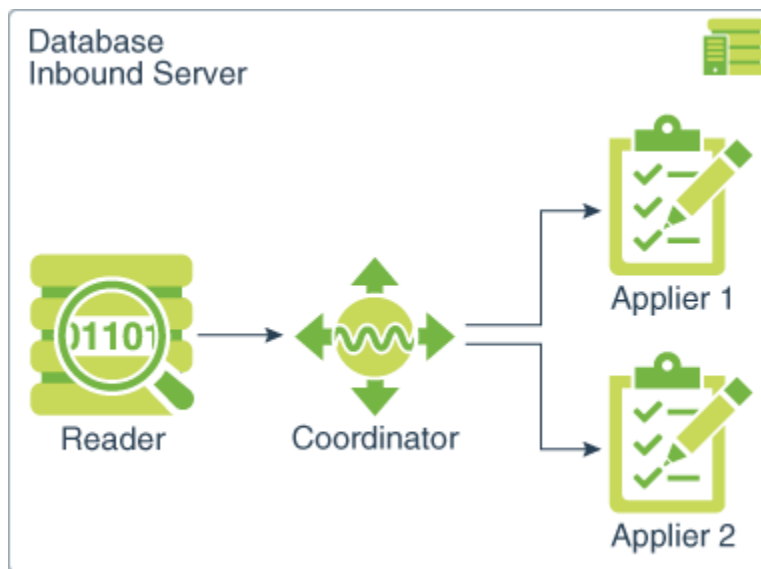 Database
Inbound Server
01101
Reader
Coordinator
Applier 1
Applier 2